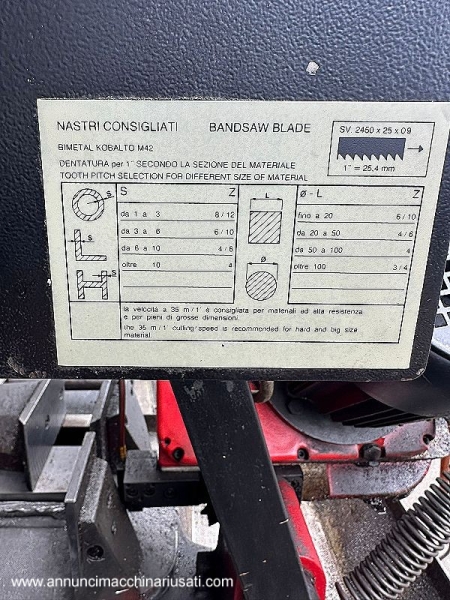 NASTRI CONSIGLIATI BANDSAW BLADE
SV. 2450 x 25 x 09
1" = 25,4 mm
BIMETAL KOBALTO M42
DENTATURA per 1" SECONDO LA SEZIONE DEL MATERIALE
TOOTH PITCH SELECTION FOR DIFFERENT SIZE OF MATERIAL
S Z
da 1 a 3 8/12
da 3 a 6 6/10
da 6 a 10 4/6
oltre 10 4
Ø - L Z
fino a 20 6/10
da 20 a 50 4/6
da 50 a 100 4
oltre 100 3/4
S
S
S
L
Ø
la velocità a 35 m/1' è consigliata per materiali ad alta resistenza
e per pieni di grosse dimensioni.
the 35 m/1' cutting speed is recommended for hard and big size
material.
www.annuncimacchinariusati.com